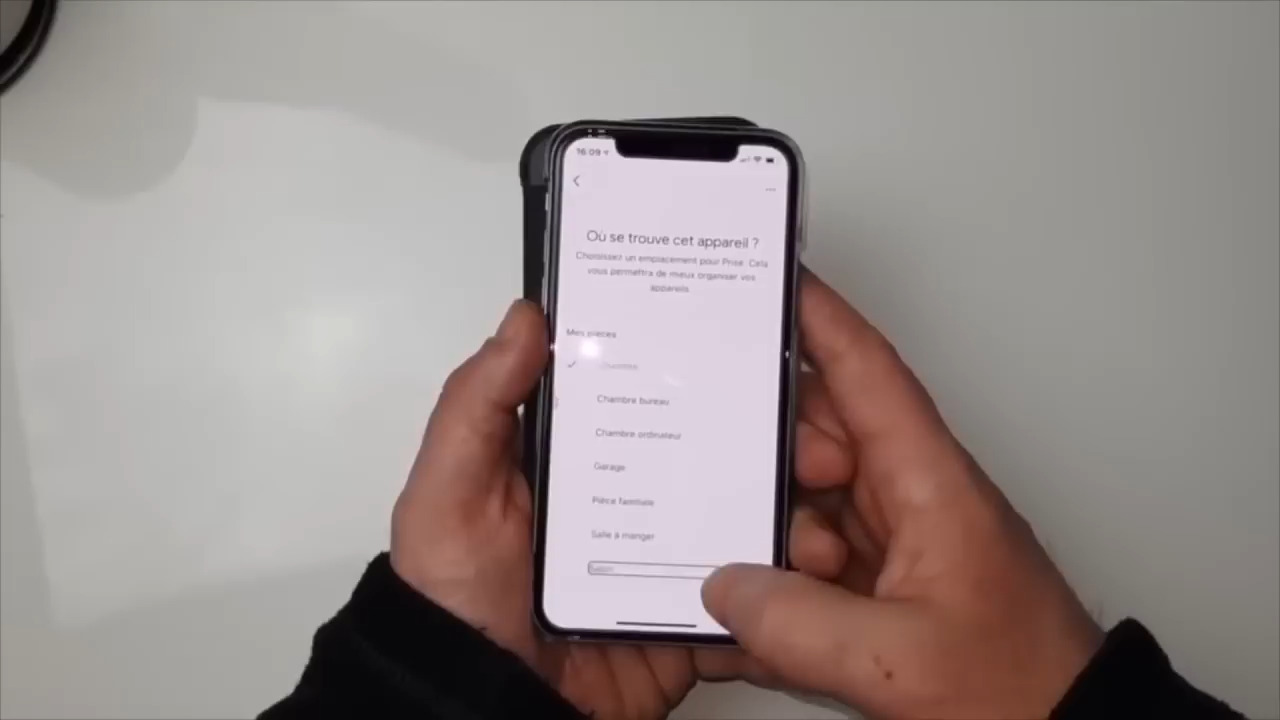 16:09
Où se trouve cet appareil ?
Choisissez un emplacement pour Prise. Cela
vous permettra de mieux organiser vos
appareils.
Mes pièces
Chambre bureau
Chambre ordinateur
Garage
Pièce familiale
Salle à manger
Salon